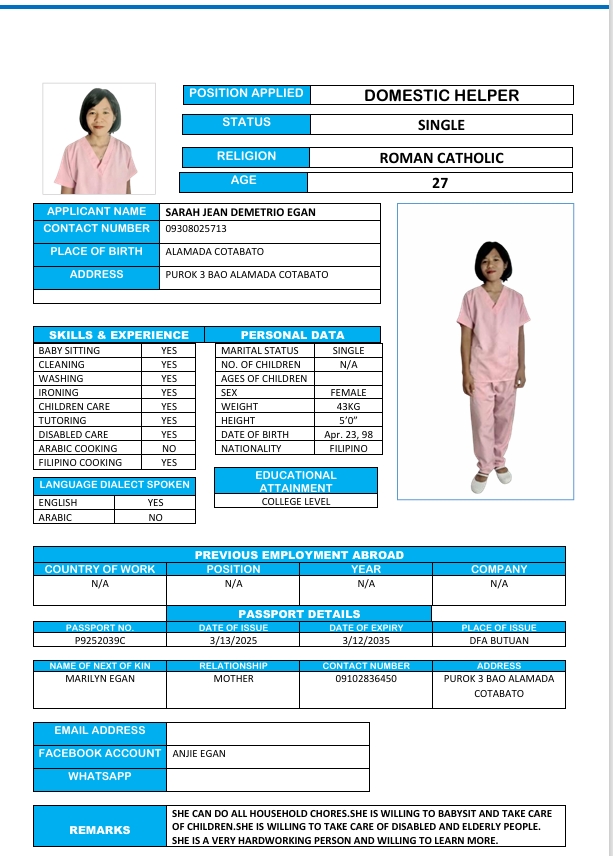 POSITION APPLIED DOMESTIC HELPER
STATUS SINGLE
RELIGION ROMAN CATHOLIC
AGE 27
APPLICANT NAME SARAH JEAN DEMETRIO EGAN
CONTACT NUMBER 09308025713
PLACE OF BIRTH ALAMADA COTABATO
ADDRESS PUROK 3 BAO ALAMADA COTABATO
SKILLS & EXPERIENCE
BABY SITTING YES
CLEANING YES
WASHING YES
IRONING YES
CHILDREN CARE YES
TUTORING YES
DISABLED CARE YES
ARABIC COOKING NO
FILIPINO COOKING YES
LANGUAGE DIALECT SPOKEN
ENGLISH YES
ARABIC NO
PERSONAL DATA
MARITAL STATUS SINGLE
NO. OF CHILDREN N/A
AGES OF CHILDREN
SEX FEMALE
WEIGHT 43KG
HEIGHT 5’0”
DATE OF BIRTH Apr. 23, 98
NATIONALITY FILIPINO
EDUCATIONAL
ATTAINMENT
COLLEGE LEVEL
PREVIOUS EMPLOYMENT ABROAD
COUNTRY OF WORK POSITION YEAR COMPANY
N/A N/A N/A N/A
PASSPORT DETAILS
PASSPORT NO. DATE OF ISSUE DATE OF EXPIRY PLACE OF ISSUE
P9252039C 3/13/2025 3/12/2035 DFA BUTUAN
NAME OF NEXT OF KIN RELATIONSHIP CONTACT NUMBER ADDRESS
MARILYN EGAN MOTHER 09102836450 PUROK 3 BAO ALAMADA
COTABATO
EMAIL ADDRESS
FACEBOOK ACCOUNT ANJIE EGAN
WHATSAPP
REMARKS
SHE CAN DO ALL HOUSEHOLD CHORES.SHE IS WILLING TO BABYSIT AND TAKE CARE
OF CHILDREN.SHE IS WILLING TO TAKE CARE OF DISABLED AND ELDERLY PEOPLE.
SHE IS A VERY HARDWORKING PERSON AND WILLING TO LEARN MORE.